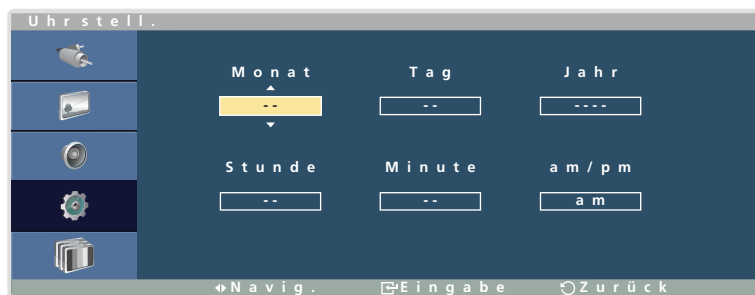 Uhrstell.
Monat Tag Jahr
-- -- ----
Stunde Minute am/pm
-- -- am
Navig. Eingabe Zurück